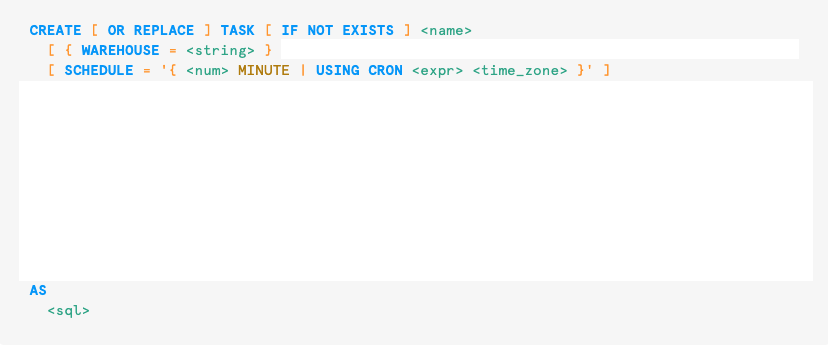 CREATE [ OR REPLACE ] TASK [ IF NOT EXISTS ] <name>
[ { WAREHOUSE = <string> }
[ SCHEDULE = '{ <num> MINUTE | USING CRON <expr> <time_zone> }' ]
AS
<sql>